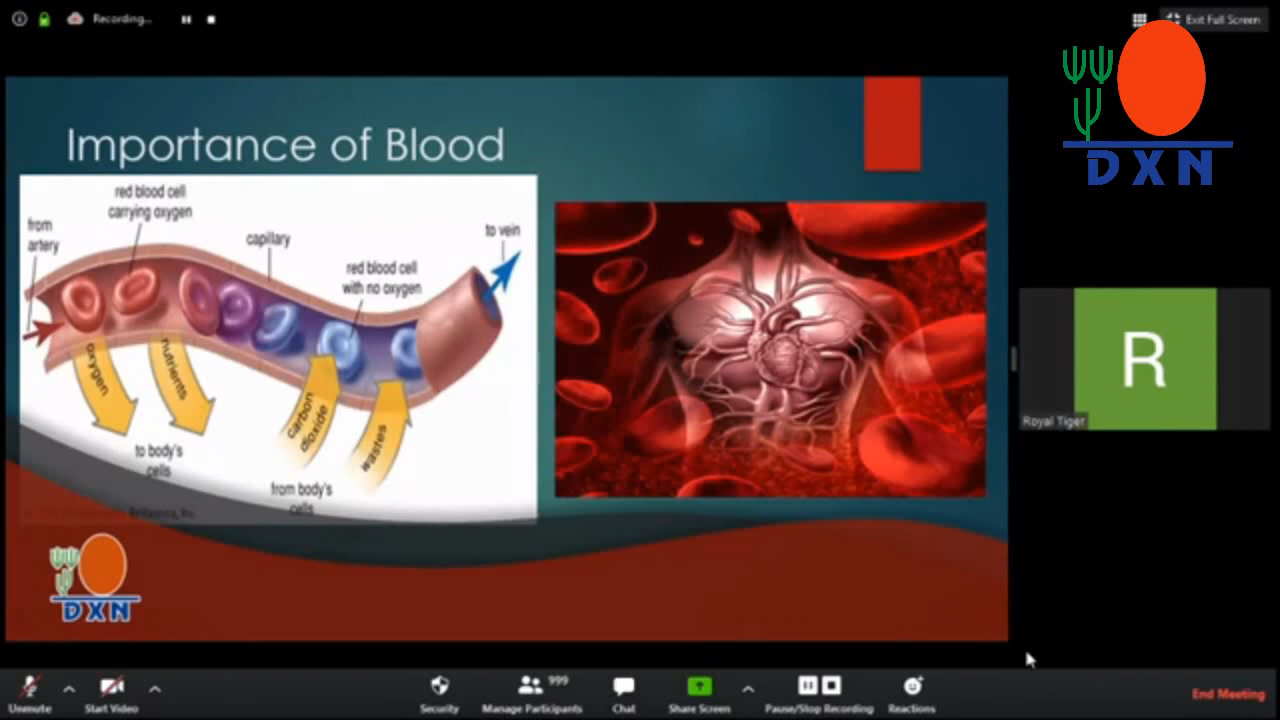 Recording...
Exit Full Screen
DXN
Importance of Blood
red blood cell
carrying oxygen
from
artery
capillary
to vein
red blood cell
with no oxygen
oxygen
nutrients
carbon
dioxide
wastes
to body's
cells
from body's
cells
Britannica, Inc.
DXN
R
Royal Tiger
Unmute
Start Video
Security
999
Manage Participants
Chat
Share Screen
Pause/Stop Recording
Reactions
End Meeting